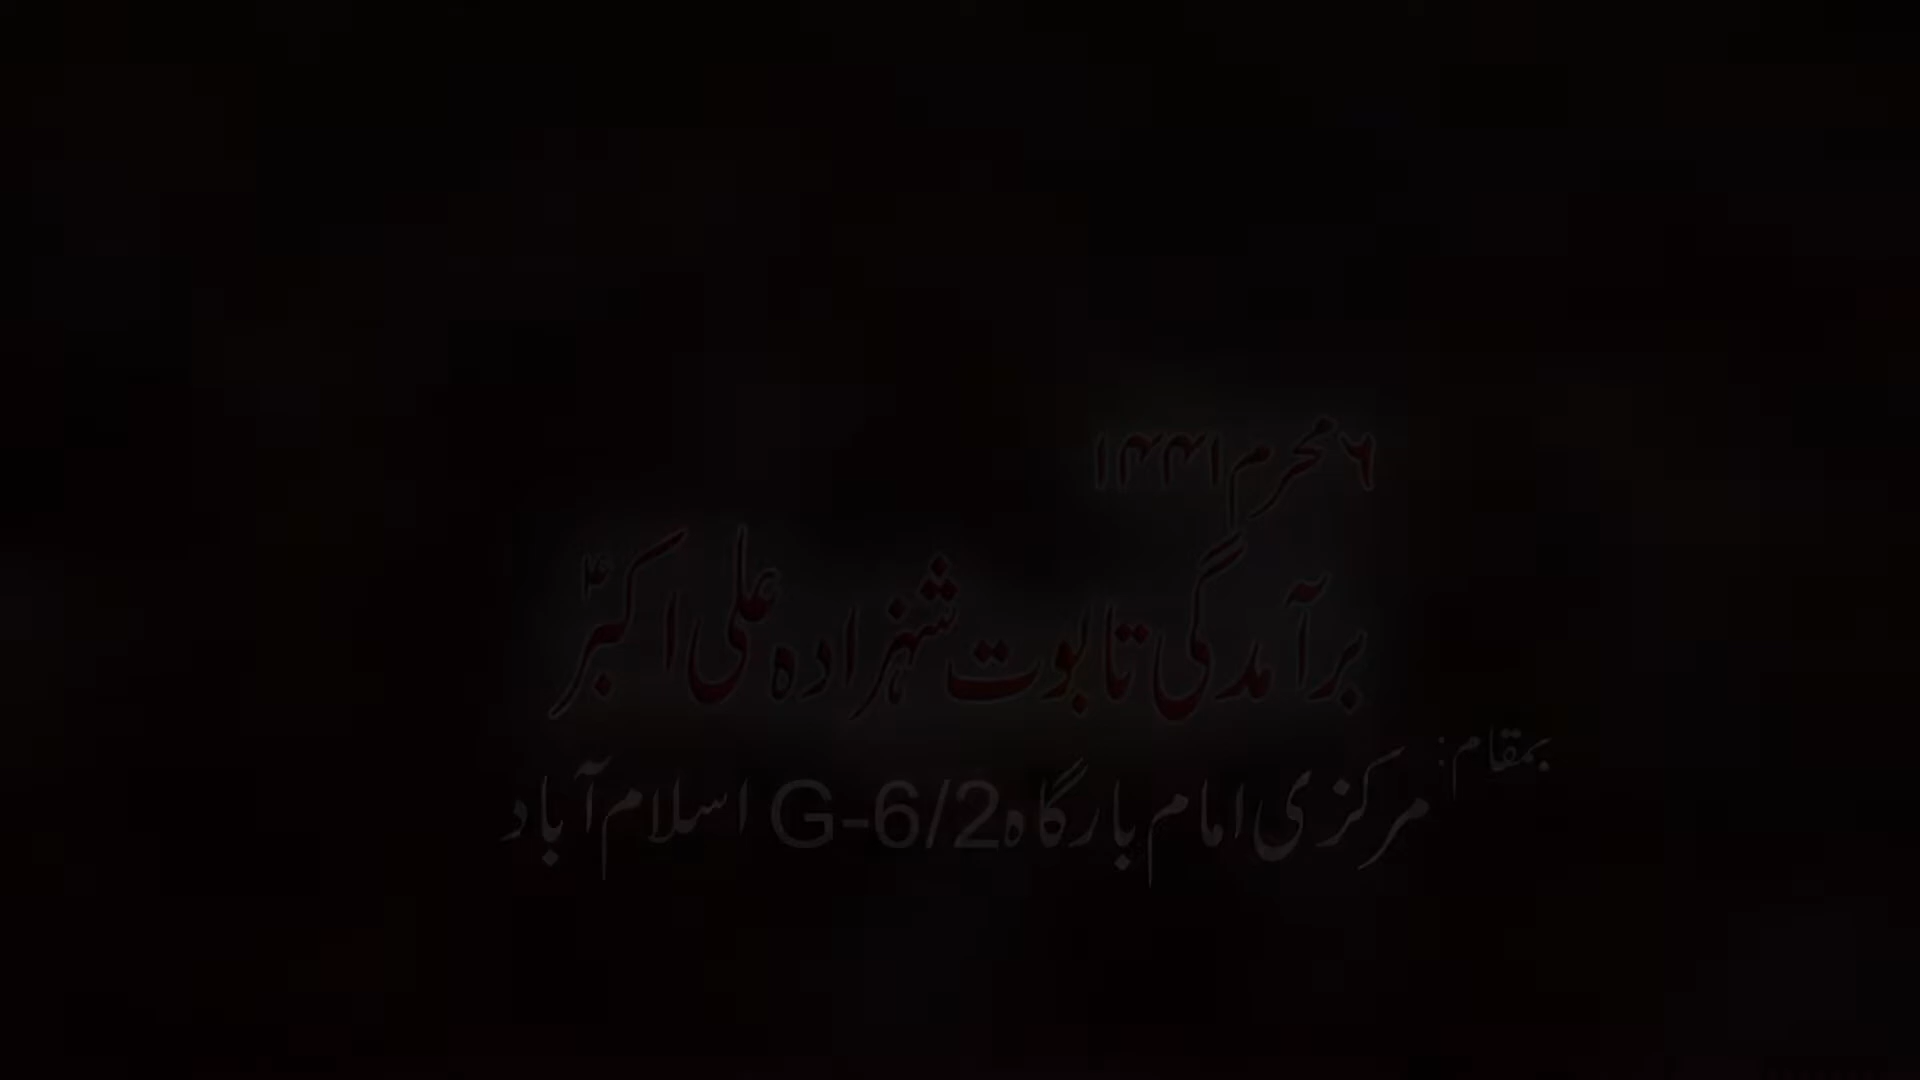 ۶ محرم ۱۴۴۱
برآمدگی تابوت شہزادہ علی اکبرؑ
بمقام:
مرکزی امام بارگاہ G-6/2 اسلام آباد